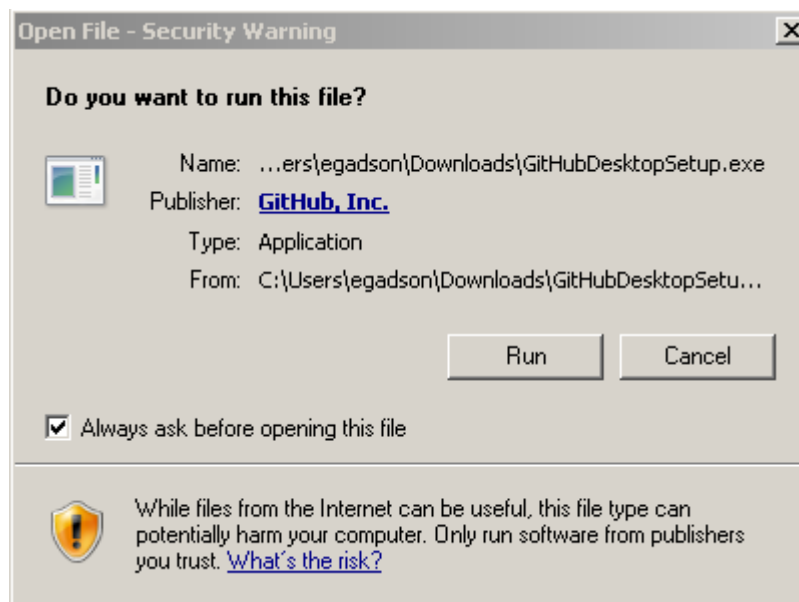 Open File - Security Warning
Do you want to run this file?
Name: ...ers\egadson\Downloads\GitHubDesktopSetup.exe
Publisher: GitHub, Inc.
Type: Application
From: C:\Users\egadson\Downloads\GitHubDesktopSetu...
Run Cancel
Always ask before opening this file
While files from the Internet can be useful, this file type can
potentially harm your computer. Only run software from publishers
you trust. What's the risk?